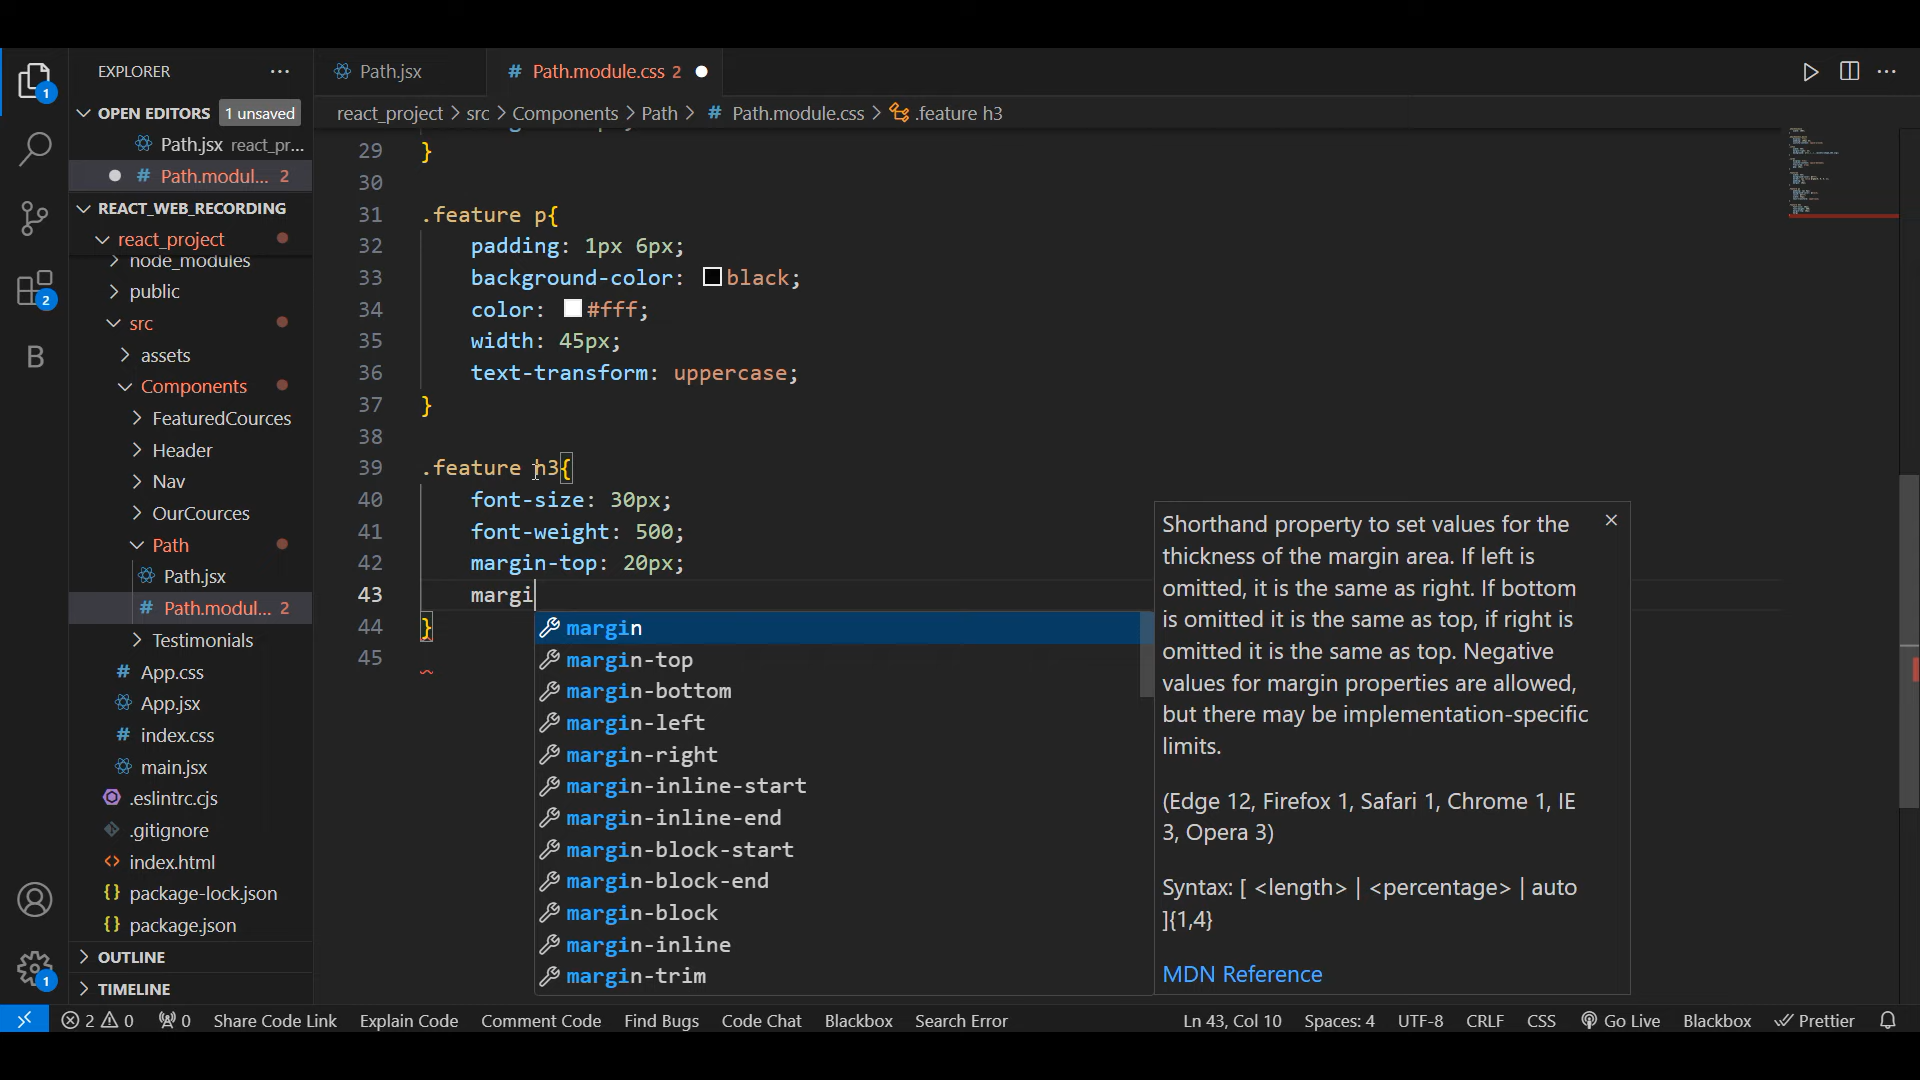 EXPLORER ···
Path.jsx
# Path.module.css 2
OPEN EDITORS 1 unsaved
Path.jsx react_pr...
# Path.modul... 2
react_project > src > Components > Path > # Path.module.css > .feature h3
REACT_WEB_RECORDING
react_project
node_modules
public
src
assets
Components
FeaturedCources
Header
Nav
OurCources
Path
Path.jsx
# Path.modul... 2
Testimonials
# App.css
App.jsx
# index.css
main.jsx
.eslintrc.cjs
.gitignore
<> index.html
{} package-lock.json
{} package.json
OUTLINE
TIMELINE
1
2
B
1
29 }
30
31 .feature p{
32 padding: 1px 6px;
33 background-color: black;
34 color: #fff;
35 width: 45px;
36 text-transform: uppercase;
37 }
38
39 .feature h3{
40 font-size: 30px;
41 font-weight: 500;
42 margin-top: 20px;
43 margi
44 }
45
margin
margin-top
margin-bottom
margin-left
margin-right
margin-inline-start
margin-inline-end
margin-block-start
margin-block-end
margin-block
margin-inline
margin-trim
Shorthand property to set values for the
thickness of the margin area. If left is
omitted, it is the same as right. If bottom
is omitted it is the same as top, if right is
omitted it is the same as top. Negative
values for margin properties are allowed,
but there may be implementation-specific
limits.
(Edge 12, Firefox 1, Safari 1, Chrome 1, IE
3, Opera 3)
Syntax: [ <length> | <percentage> | auto
]{1,4}
MDN Reference
2 0 0 Share Code Link Explain Code Comment Code Find Bugs Code Chat Blackbox Search Error Ln 43, Col 10 Spaces: 4 UTF-8 CRLF CSS Go Live Blackbox Prettier